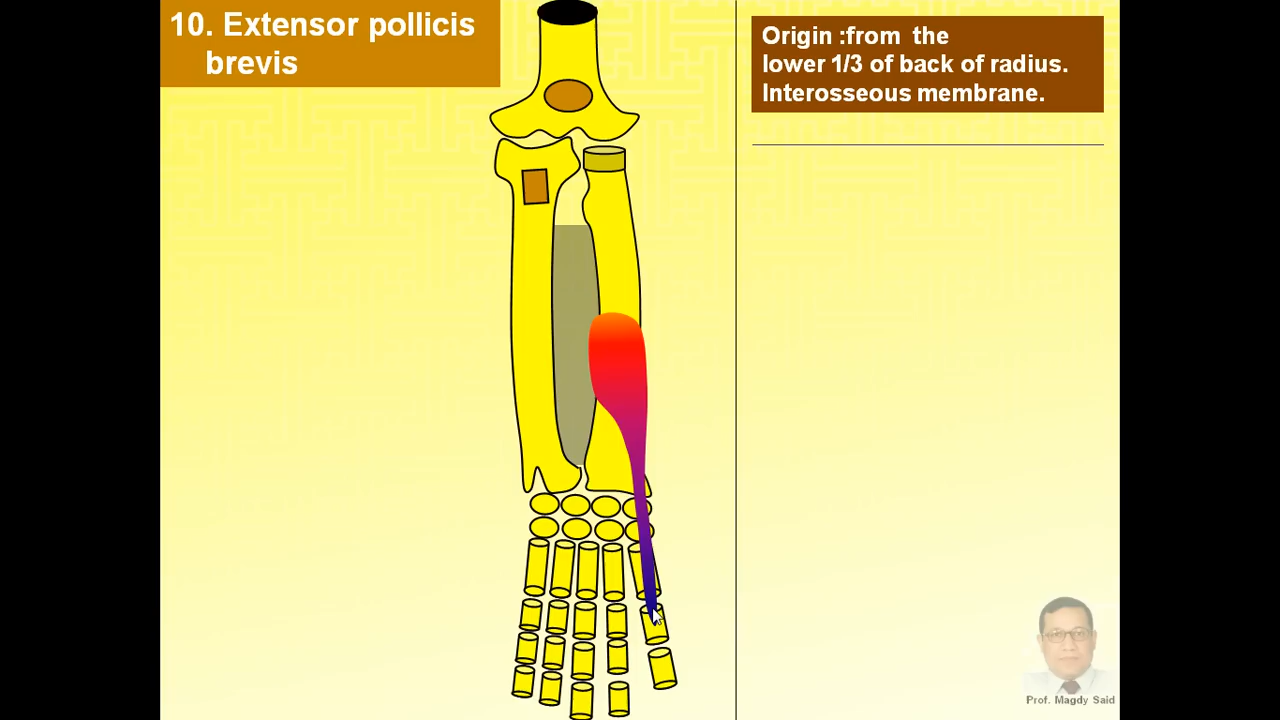 10. Extensor pollicis
brevis
Origin :from the
lower 1/3 of back of radius.
Interosseous membrane.
Prof. Magdy Said